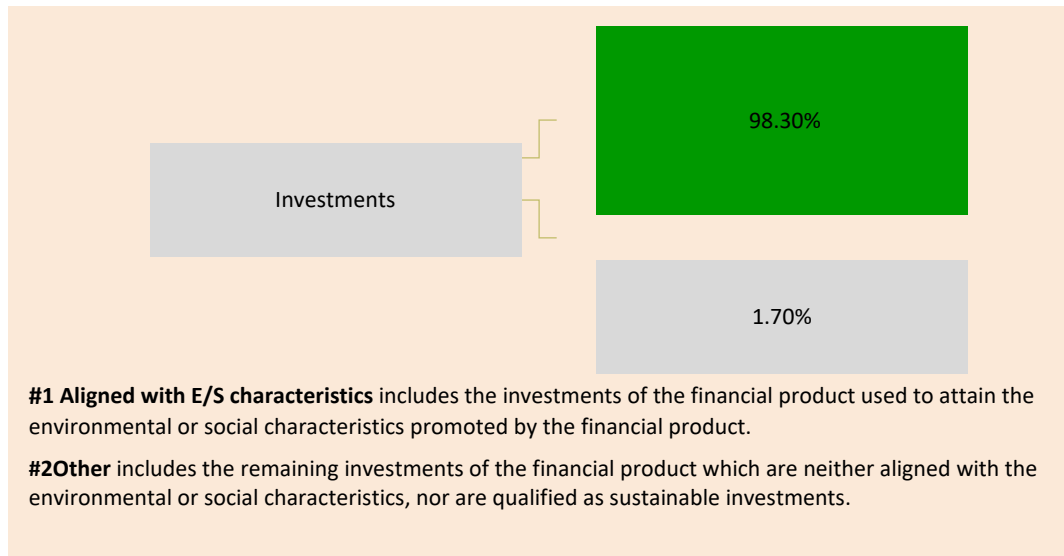 98.30%
Investments
1.70%
#1 Aligned with E/S characteristics includes the investments of the financial product used to attain the
environmental or social characteristics promoted by the financial product.
#2Other includes the remaining investments of the financial product which are neither aligned with the
environmental or social characteristics, nor are qualified as sustainable investments.